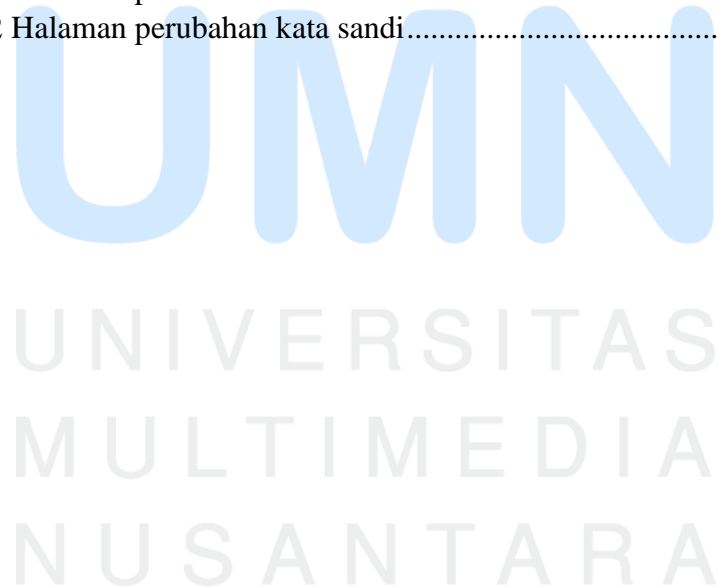 2 Halaman perubahan kata sandi.......................................
UMN
UNIVERSITAS
MULTIMEDIA
NUSANTARA